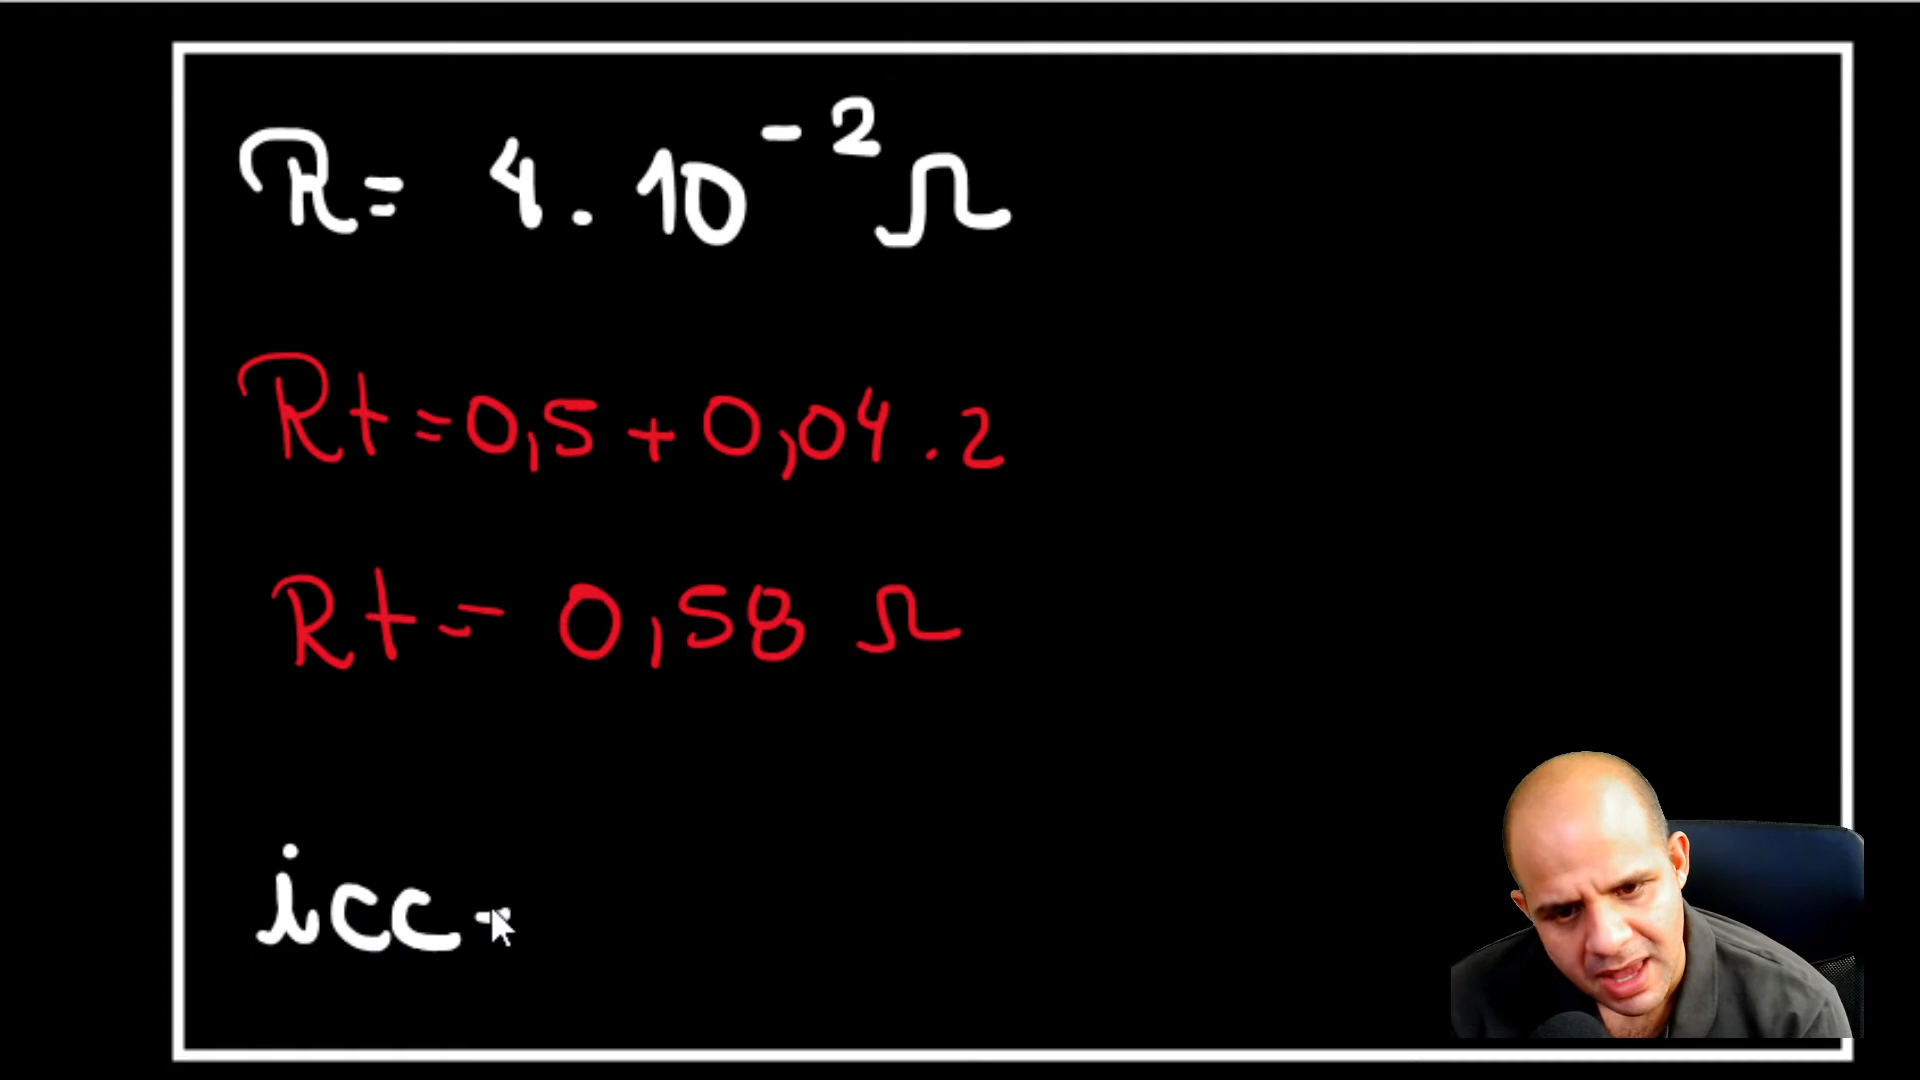 R= 4.10⁻²Ω
Rt=0,5+0,04.2
Rt= 0,58 Ω
icc -